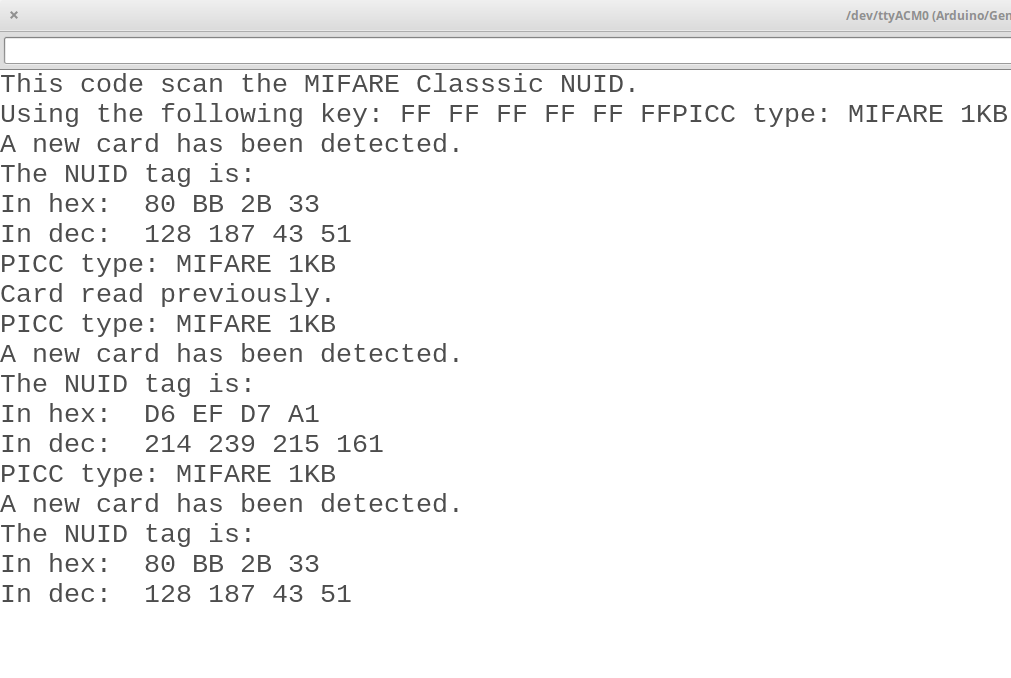 /dev/ttyACM0 (Arduino/Gen
This code scan the MIFARE Classsic NUID.
Using the following key: FF FF FF FF FF FFPICC type: MIFARE 1KB
A new card has been detected.
The NUID tag is:
In hex:  80 BB 2B 33
In dec:  128 187 43 51
PICC type: MIFARE 1KB
Card read previously.
PICC type: MIFARE 1KB
A new card has been detected.
The NUID tag is:
In hex:  D6 EF D7 A1
In dec:  214 239 215 161
PICC type: MIFARE 1KB
A new card has been detected.
The NUID tag is:
In hex:  80 BB 2B 33
In dec:  128 187 43 51